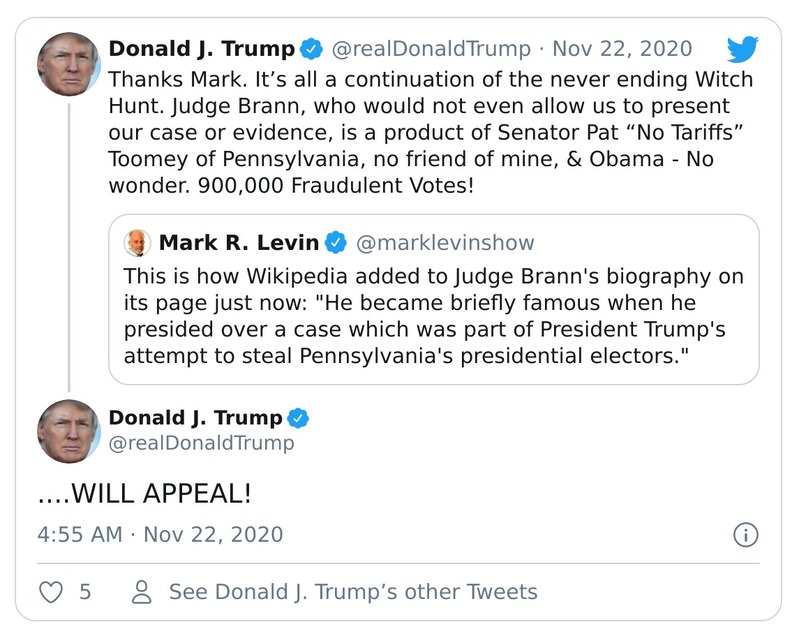 Donald J. Trump @realDonaldTrump · Nov 22, 2020
Thanks Mark. It’s all a continuation of the never ending Witch
Hunt. Judge Brann, who would not even allow us to present
our case or evidence, is a product of Senator Pat “No Tariffs”
Toomey of Pennsylvania, no friend of mine, & Obama - No
wonder. 900,000 Fraudulent Votes!
Mark R. Levin @marklevinshow
This is how Wikipedia added to Judge Brann's biography on
its page just now: "He became briefly famous when he
presided over a case which was part of President Trump's
attempt to steal Pennsylvania's presidential electors."
Donald J. Trump
@realDonaldTrump
....WILL APPEAL!
4:55 AM · Nov 22, 2020
5 See Donald J. Trump’s other Tweets